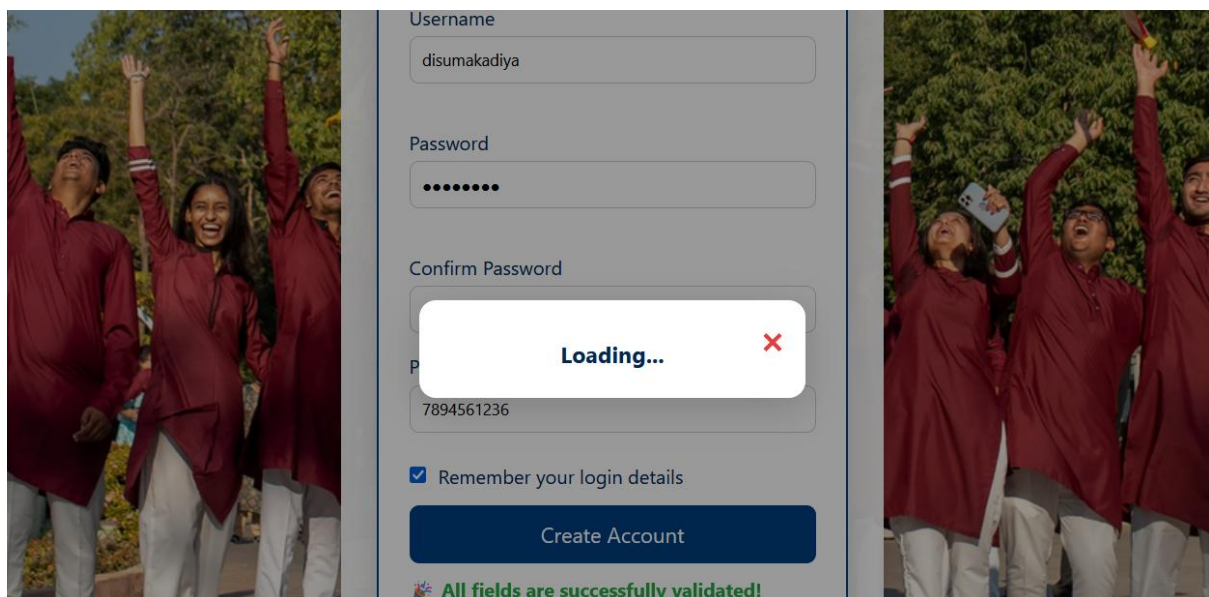 Username
disumakadiya
Password
••••••••
Confirm Password
Loading...
P
7894561236
Remember your login details
Create Account
🎉 All fields are successfully validated!